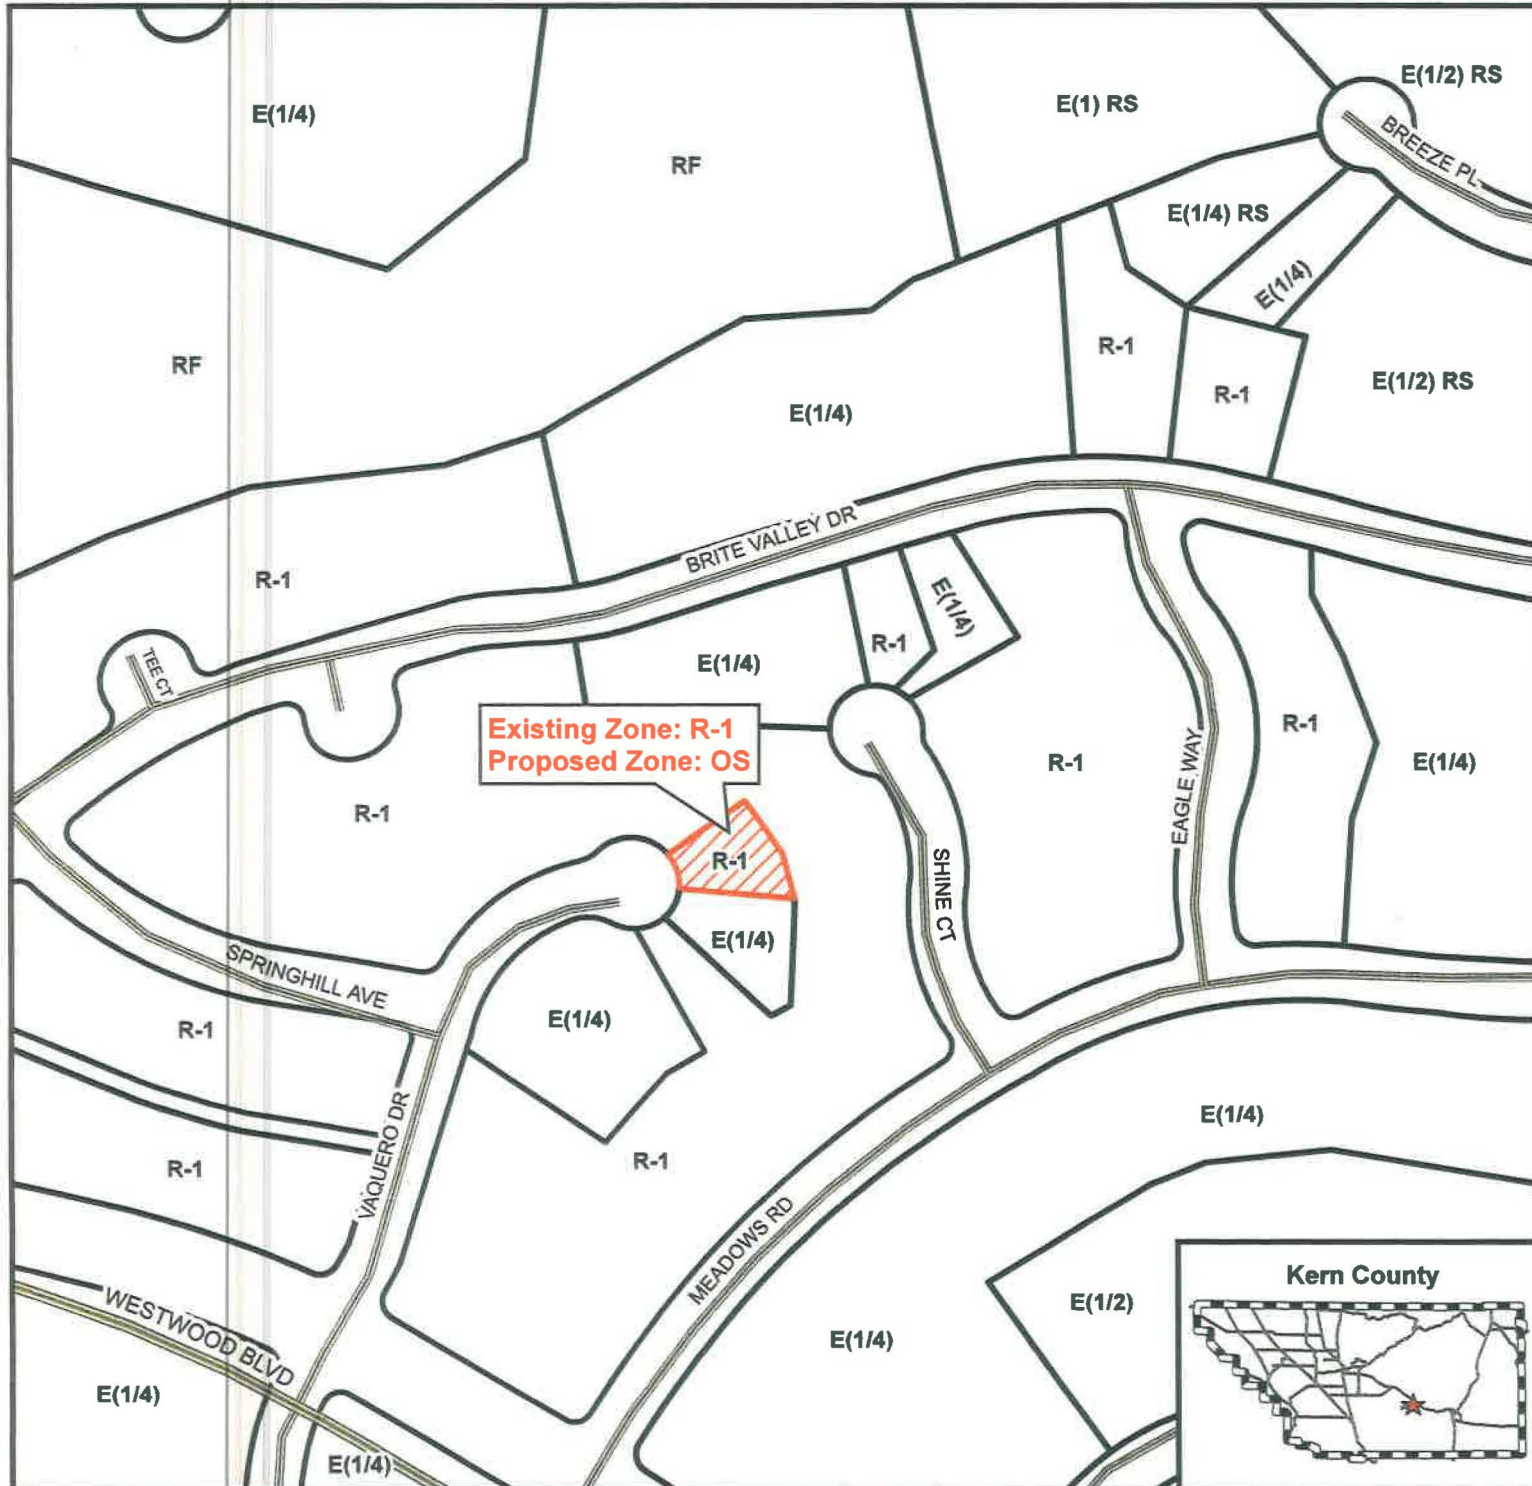 E(1/2) RS
E(1) RS
E(1/4)
BREEZE PL
RF
E(1/4) RS
E(1/4)
R-1
RF
E(1/2) RS
R-1
E(1/4)
BRITE VALLEY DR
R-1
E(1/4)
R-1
TEE CT
E(1/4)
Existing Zone: R-1
Proposed Zone: OS
R-1
R-1
E(1/4)
EAGLE WAY
R-1
R-1
SHINE CT
E(1/4)
SPRINGHILL AVE
E(1/4)
R-1
E(1/4)
VAQUERO DR
R-1
R-1
MEADOWS RD
Kern County
E(1/2)
WESTWOOD BLVD
E(1/4)
E(1/4)
E(1/4)